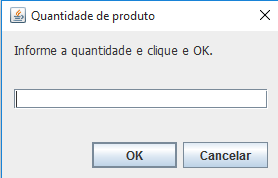 Quantidade de produto
Informe a quantidade e clique e OK.
OK
Cancelar